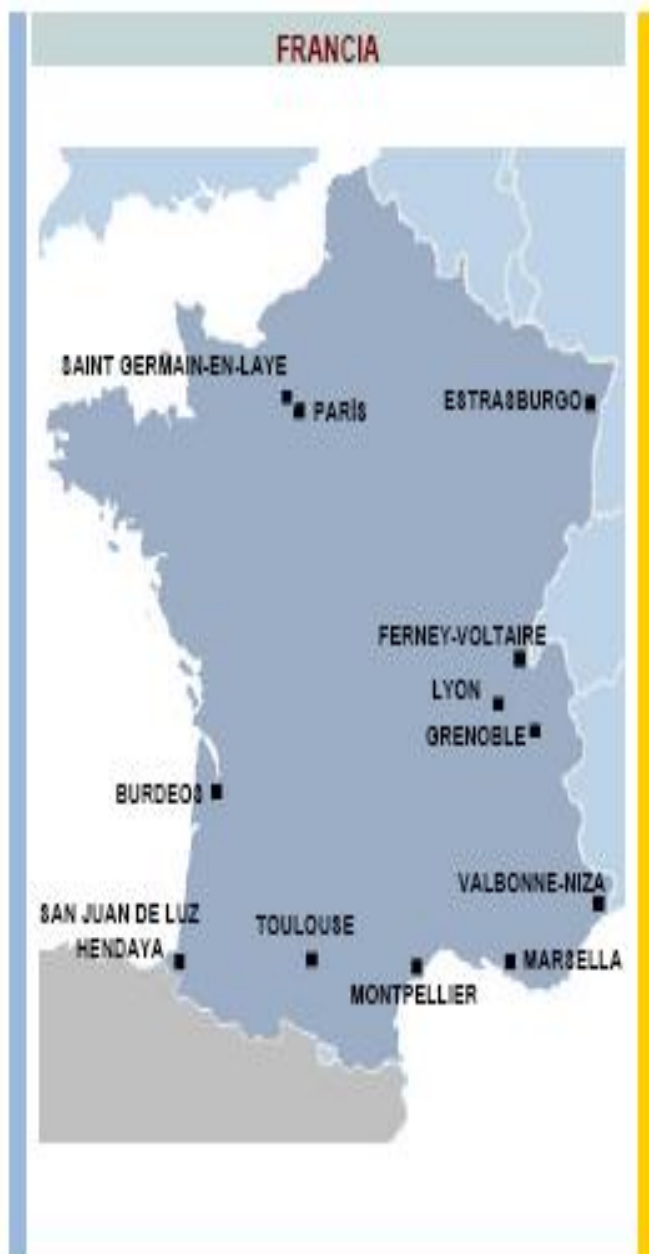 FRANCIA
SAINT GERMAIN-EN-LAYE
PARÍS
ESTRASBURGO
FERNEY-VOLTAIRE
LYON
GRENOBLE
BURDEOS
VALBONNE-NIZA
SAN JUAN DE LUZ
HENDAYA
TOULOUSE
MARSELLA
MONTPELLIER